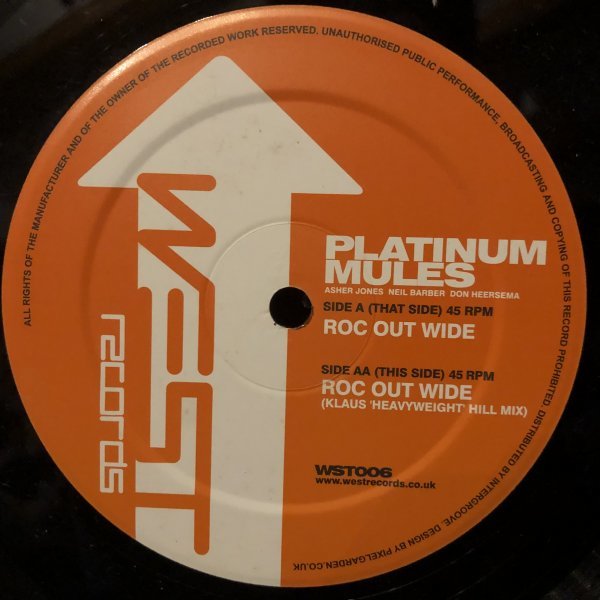 ALL RIGHTS OF THE MANUFACTURER AND OF THE OWNER OF THE RECORDED WORK RESERVED. UNAUTHORISED PUBLIC PERFORMANCE, BROADCASTING AND COPYING OF THIS RECORD PROHIBITED. DISTRIBUTED BY INTERGROOVE. DESIGN BY PIXELGARDEN.CO.UK
WEST
records
PLATINUM
MULES
ASHER JONES NEIL BARBER DON HEERSEMA
SIDE A (THAT SIDE) 45 RPM
ROC OUT WIDE
SIDE AA (THIS SIDE) 45 RPM
ROC OUT WIDE
(KLAUS 'HEAVYWEIGHT' HILL MIX)
WST006
www.westrecords.co.uk